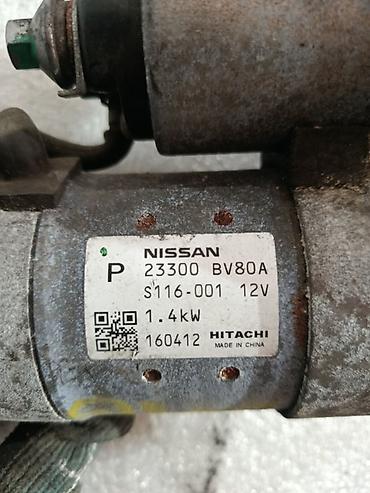 NISSAN
P 23300 BV80A
S116-001 12V
1.4kW
160412 HITACHI
MADE IN CHINA